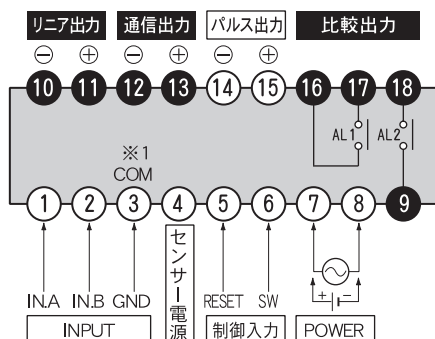 リニア出力 通信出力 パルス出力 比較出力
⊖ ⊕ ⊖ ⊕ ⊖ ⊕
10 11 12 13 14 15 16 17 18
AL1 AL2
※1
COM
1 2 3 4 5 6 7 8 9
センサー電源
+ −
IN.A IN.B GND RESET SW
INPUT 制御入力 POWER